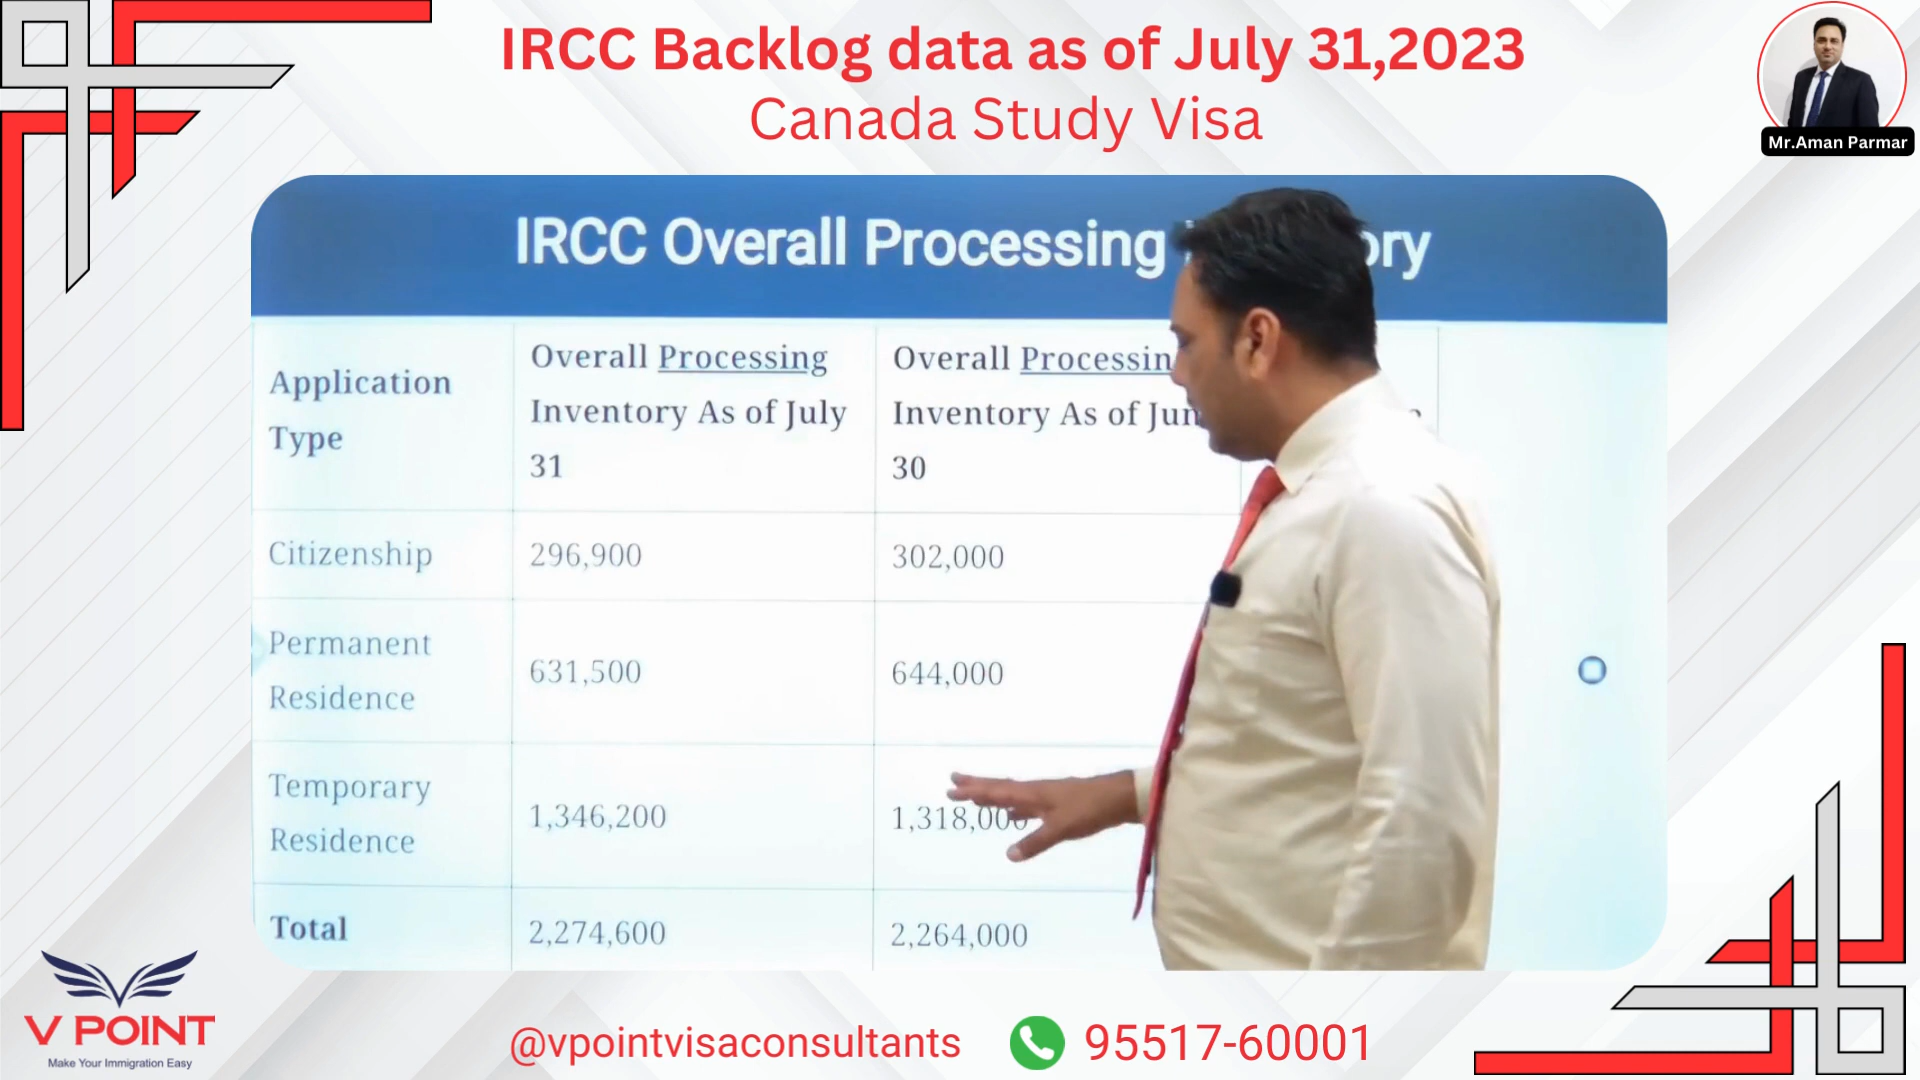 IRCC Backlog data as of July 31,2023
Canada Study Visa
Mr.Aman Parmar
IRCC Overall Processing
Application
Type
Overall Processing
Inventory As of July
31
Overall
Inventory As of
30
Citizenship
296,900
302,000
Permanent
Residence
631,500
644,000
Temporary
Residence
1,346,200
1,318,000
Total
2,274,600
2,264,000
V POINT
Make Your Immigration Easy
@vpointvisaconsultants
95517-60001